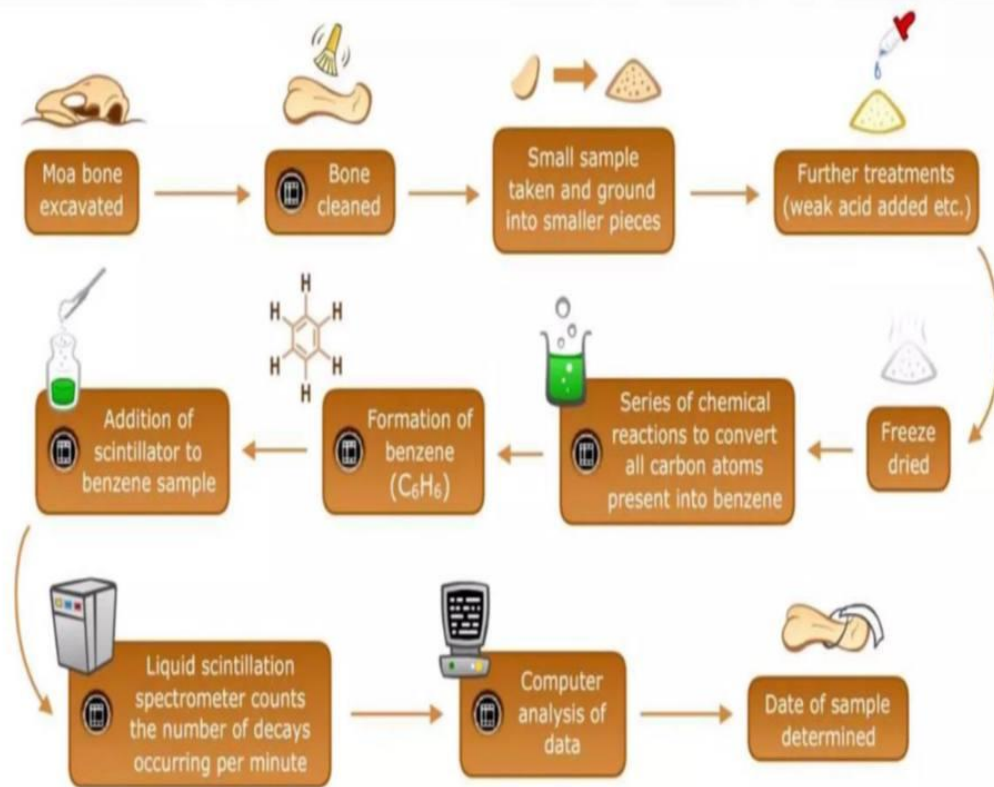 Moa bone
excavated
Bone
cleaned
Small sample
taken and ground
into smaller pieces
Further treatments
(weak acid added etc.)
Freeze
dried
Series of chemical
reactions to convert
all carbon atoms
present into benzene
H
H
H
H
H
H
Formation of
benzene
(C₆H₆)
Addition of
scintillator to
benzene sample
Liquid scintillation
spectrometer counts
the number of decays
occurring per minute
Computer
analysis of
data
Date of sample
determined